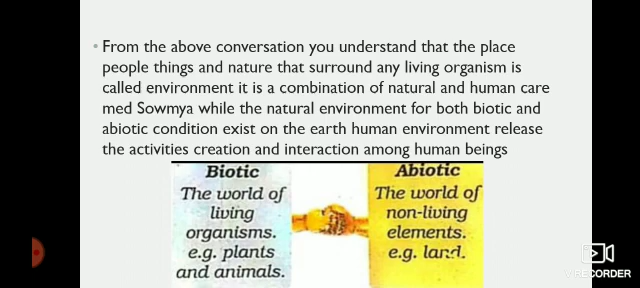 • From the above conversation you understand that the place
people things and nature that surround any living organism is
called environment it is a combination of natural and human care
med Sowmya while the natural environment for both biotic and
abiotic condition exist on the earth human environment release
the activities creation and interaction among human beings
Biotic
The world of
living
organisms.
e.g. plants
and animals.
Abiotic
The world of
non-living
elements.
e.g. land.
RECORDER